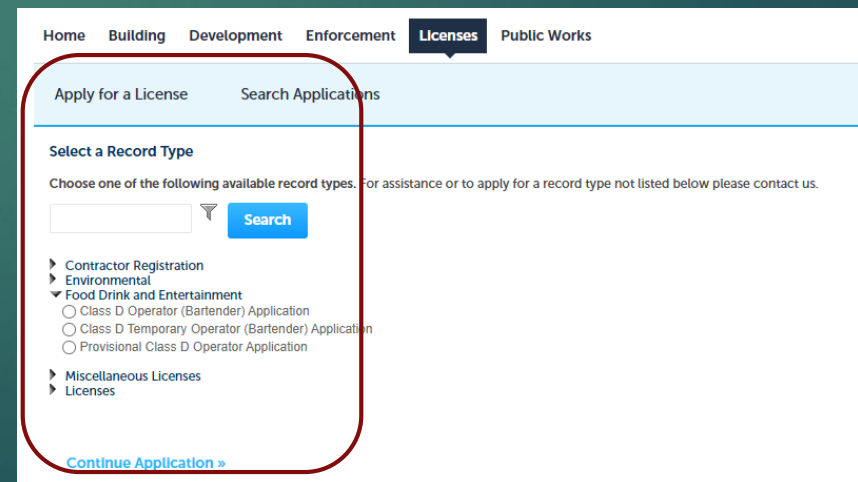 Home Building Development Enforcement Licenses Public Works
Apply for a License Search Applications
Select a Record Type
Choose one of the following available record types. For assistance or to apply for a record type not listed below please contact us.
Search
Contractor Registration
Environmental
Food Drink and Entertainment
Class D Operator (Bartender) Application
Class D Temporary Operator (Bartender) Application
Provisional Class D Operator Application
Miscellaneous Licenses
Licenses
Continue Application »